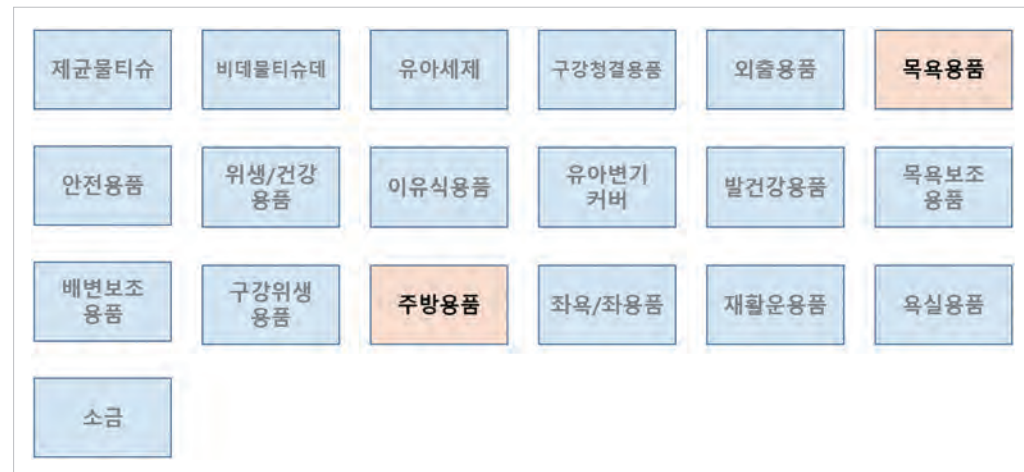 제균물티슈
비데물티슈데
유아세제
구강청결용품
외출용품
목욕용품
안전용품
위생/건강
용품
이유식용품
유아변기
커버
발건강용품
목욕보조
용품
배변보조
용품
구강위생
용품
주방용품
좌욕/좌용품
재활운용품
욕실용품
소금